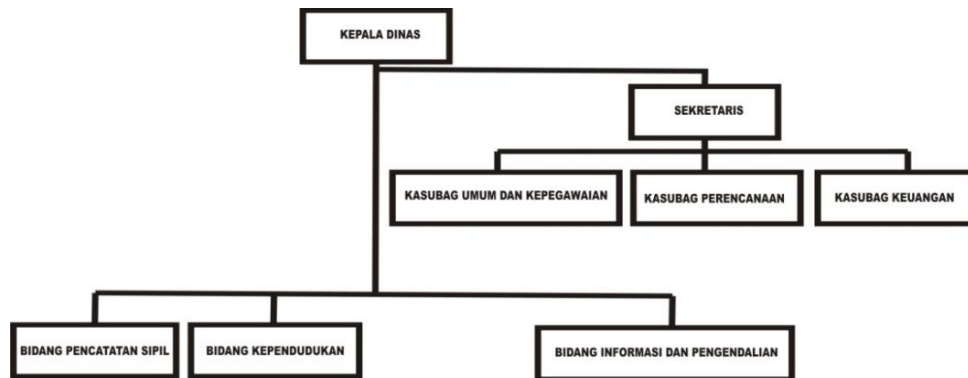 KEPALA DINAS
SEKRETARIS
KASUBAG UMUM DAN KEPEGAWAIAN
KASUBAG PERENCANAAN
KASUBAG KEUANGAN
BIDANG PENCATATAN SIPIL
BIDANG KEPENDUDUKAN
BIDANG INFORMASI DAN PENGENDALIAN